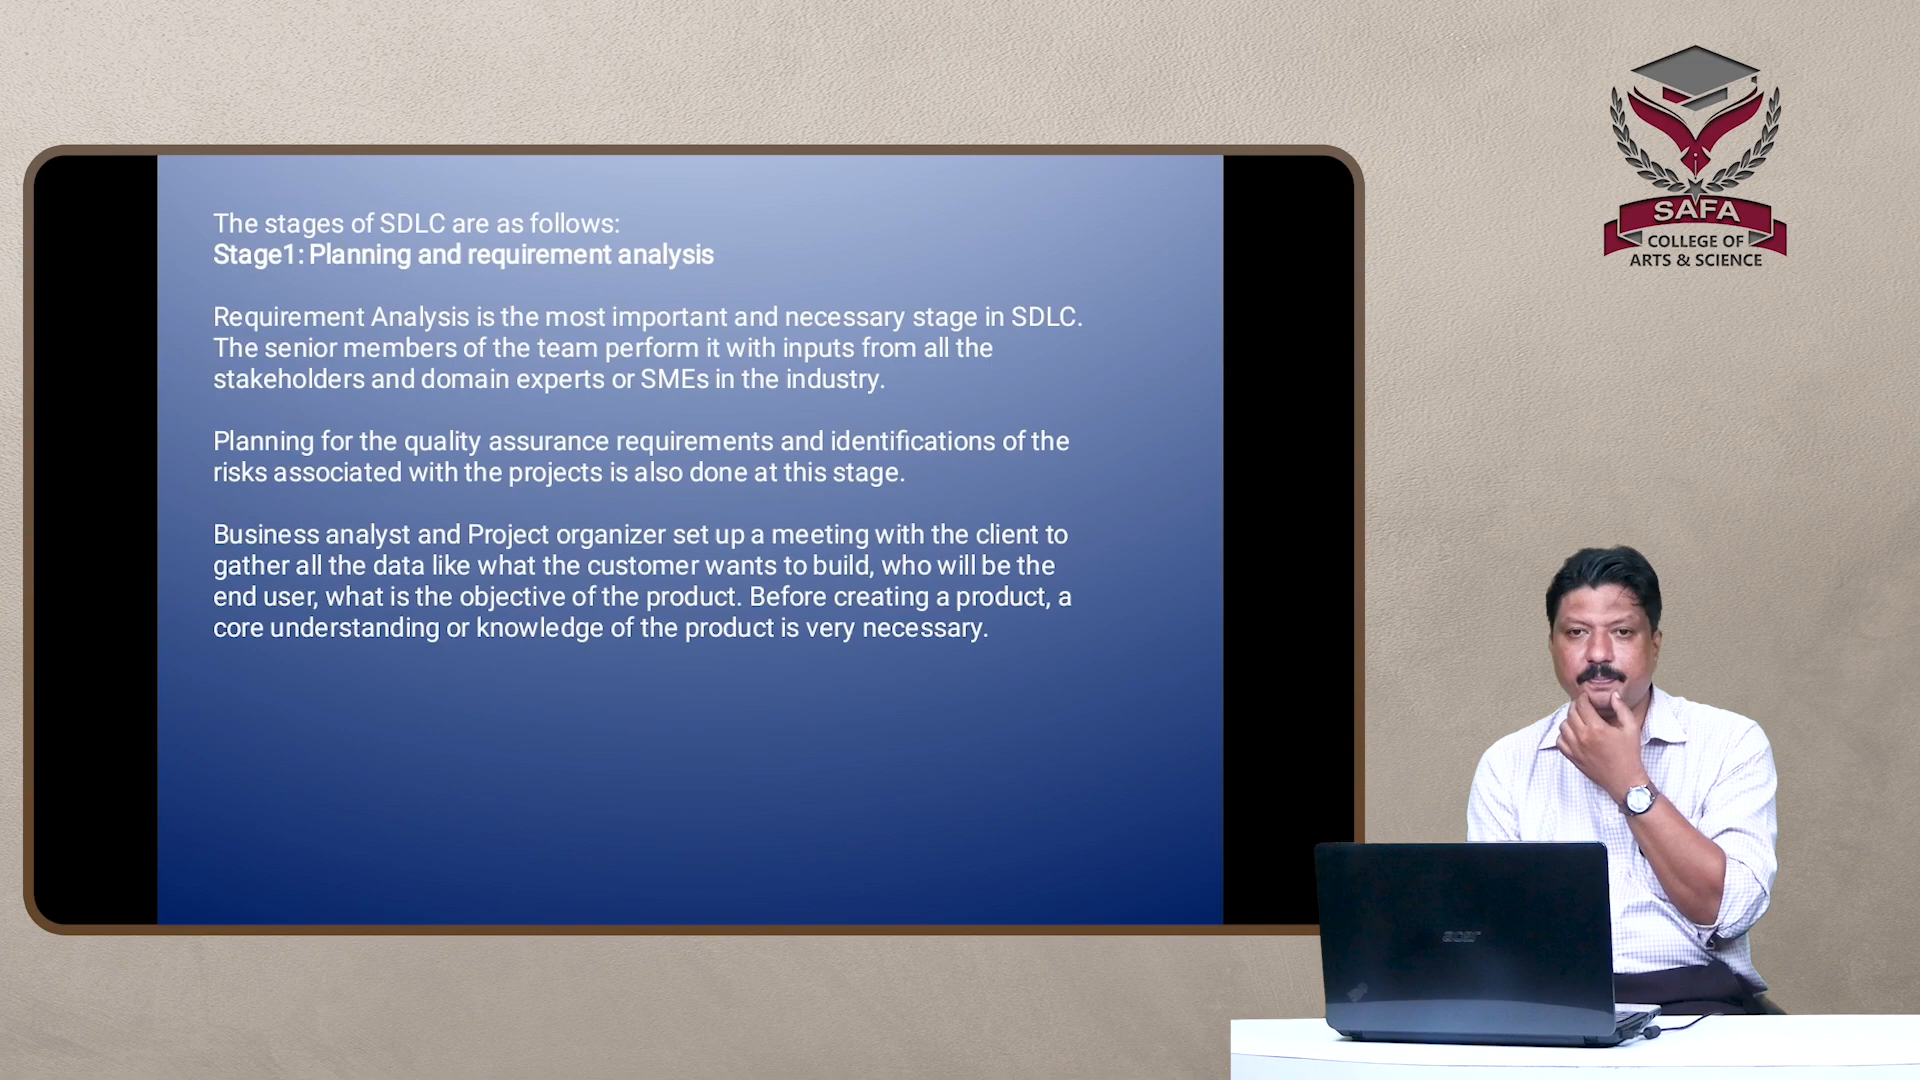 The stages of SDLC are as follows:
Stage1: Planning and requirement analysis
Requirement Analysis is the most important and necessary stage in SDLC.
The senior members of the team perform it with inputs from all the
stakeholders and domain experts or SMEs in the industry.
Planning for the quality assurance requirements and identifications of the
risks associated with the projects is also done at this stage.
Business analyst and Project organizer set up a meeting with the client to
gather all the data like what the customer wants to build, who will be the
end user, what is the objective of the product. Before creating a product, a
core understanding or knowledge of the product is very necessary.
SAFA
COLLEGE OF
ARTS & SCIENCE
acer